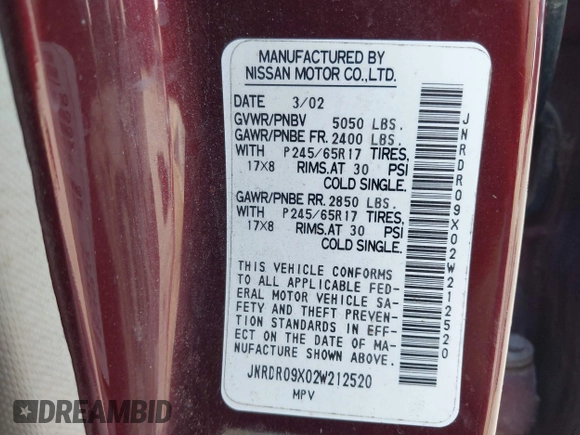 MANUFACTURED BY
NISSAN MOTOR CO.,LTD.
DATE 3/02
GVWR/PNBV 5050 LBS.
GAWR/PNBE FR. 2400 LBS.
WITH P245/65R17 TIRES,
17X8 RIMS.AT 30 PSI
COLD SINGLE.
GAWR/PNBE RR. 2850 LBS.
WITH P245/65R17 TIRES,
17X8 RIMS.AT 30 PSI
COLD SINGLE.
THIS VEHICLE CONFORMS
TO ALL APPLICABLE FED-
ERAL MOTOR VEHICLE SA-
FETY AND THEFT PREVEN-
TION STANDARDS IN EFF-
ECT ON THE DATE OF MA-
NUFACTURE SHOWN ABOVE.
JNRDR09X02W212520
MPV
JNRDR09X02W212520
DREAMBID